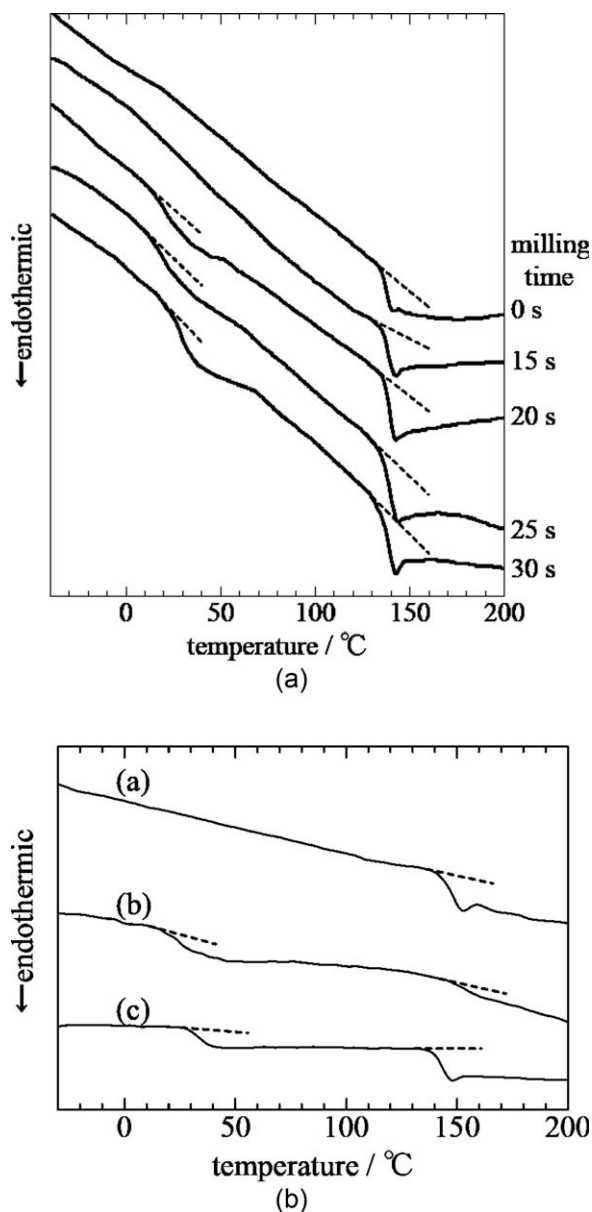 ←endothermic
milling
time
0 s
15 s
20 s
25 s
30 s
0 50 100 150 200
temperature / ℃
(a)
←endothermic
(a)
(b)
(c)
0 50 100 150 200
temperature / ℃
(b)